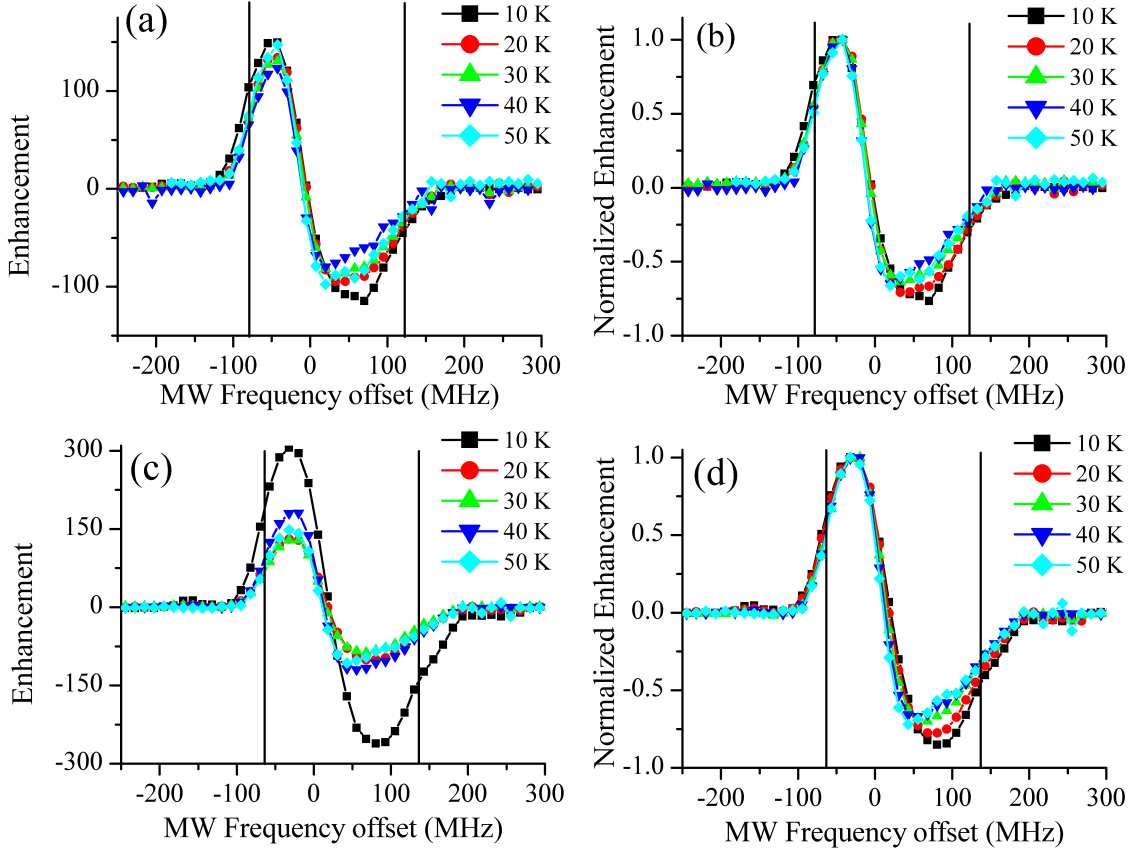 (a)
10 K
20 K
30 K
40 K
50 K
100
0
-100
Enhancement
-200 -100 0 100 200 300
MW Frequency offset (MHz)
(b)
10 K
20 K
30 K
40 K
50 K
1.0
0.5
0.0
-0.5
-1.0
Normalized Enhancement
-200 -100 0 100 200 300
MW Frequency offset (MHz)
(c)
10 K
20 K
30 K
40 K
50 K
300
150
0
-150
-300
Enhancement
-200 -100 0 100 200 300
MW Frequency offset (MHz)
(d)
10 K
20 K
30 K
40 K
50 K
1.0
0.5
0.0
-0.5
-1.0
Normalized Enhancement
-200 -100 0 100 200 300
MW Frequency offset (MHz)